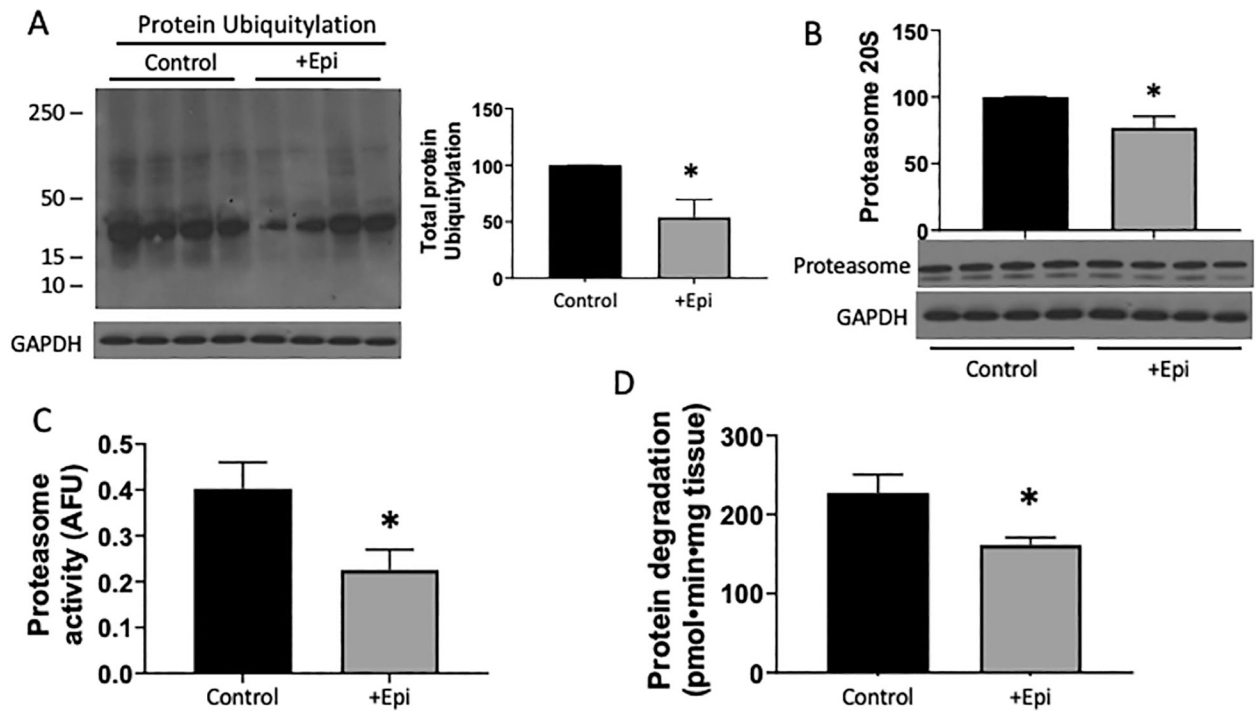 A
Protein Ubiquitylation
Control +Epi
250 –
50 –
15 –
10 –
GAPDH
Total protein
Ubiquitylation
150
100
50
0
*
Control +Epi
B
Proteasome 20S
150
100
50
0
*
Proteasome
GAPDH
Control +Epi
C
Proteasome
activity (AFU)
0.5
0.4
0.3
0.2
0.1
0.0
*
Control +Epi
D
Protein degradation
(pmol•min•mg tissue)
300
200
100
0
*
Control +Epi